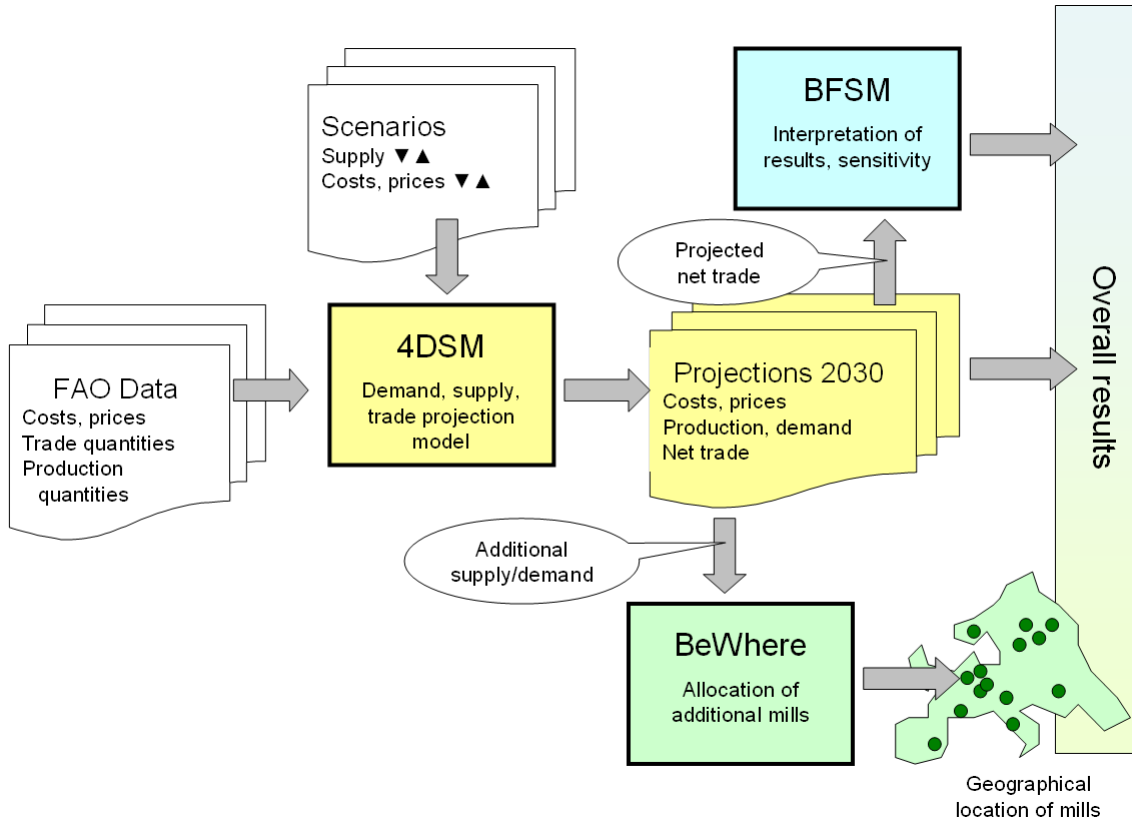 Scenarios
Supply ▼▲
Costs, prices ▼▲
BFSM
Interpretation of
results, sensitivity
Projected
net trade
FAO Data
Costs, prices
Trade quantities
Production
quantities
4DSM
Demand, supply,
trade projection
model
Projections 2030
Costs, prices
Production, demand
Net trade
Overall results
Additional
supply/demand
BeWhere
Allocation of
additional mills
Geographical
location of mills